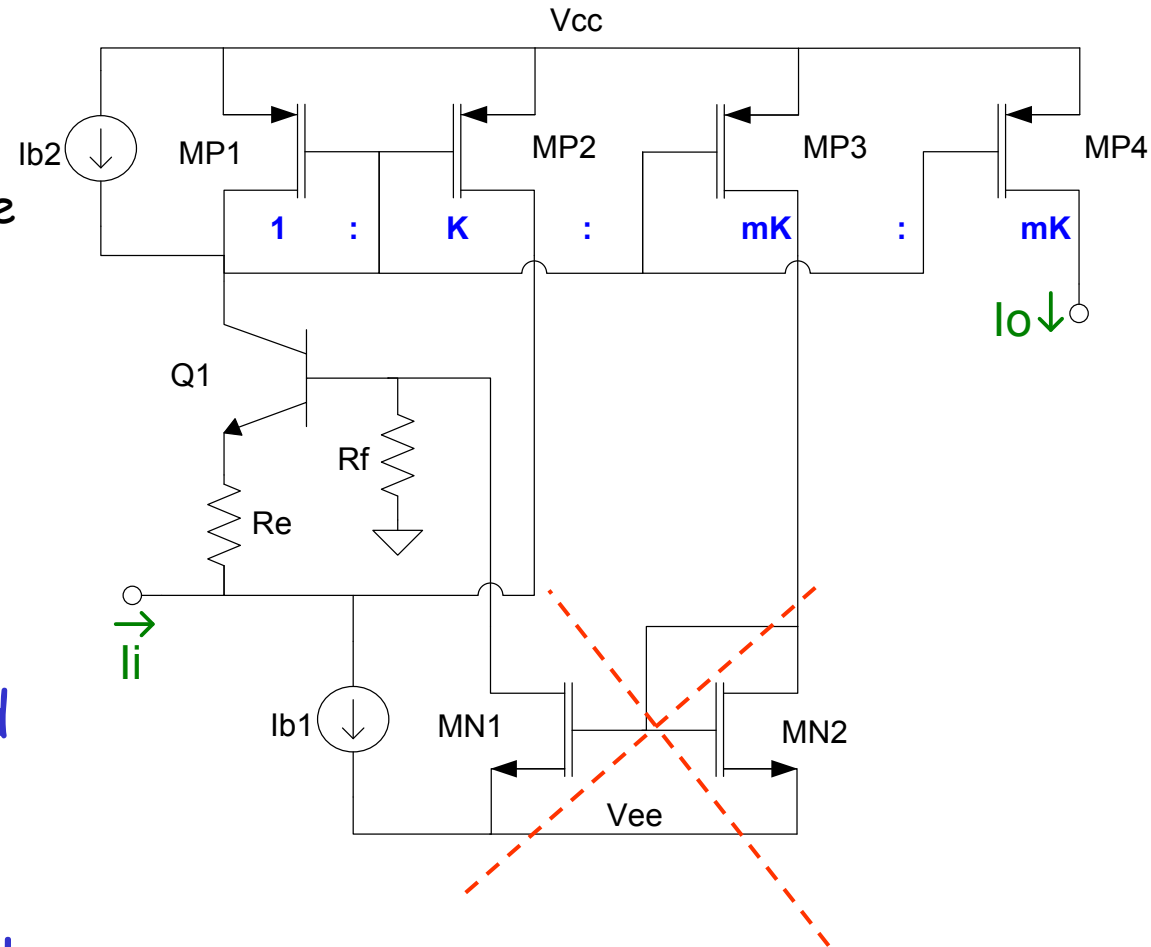 Vcc
Ib2
MP1
MP2
MP3
MP4
1 : K : mK : mK
Io
Q1
Rf
Re
Ii
Ib1
MN1
MN2
Vee